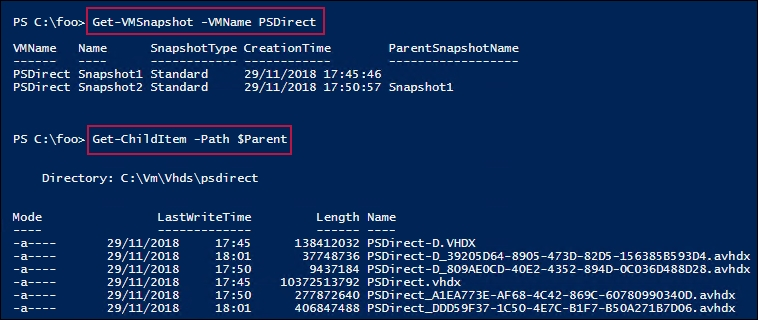 PS C:\foo> Get-VMSnapshot -VMName PSDirect
VMName Name SnapshotType CreationTime ParentSnapshotName
------ ---- ------------ ------------ ------------------
PSDirect Snapshot1 Standard 29/11/2018 17:45:46
PSDirect Snapshot2 Standard 29/11/2018 17:50:57 Snapshot1
PS C:\foo> Get-ChildItem -Path $Parent
Directory: C:\Vm\Vhds\psdirect
Mode LastWriteTime Length Name
---- ------------- ------ ----
-a---- 29/11/2018 17:45 138412032 PSDirect-D.VHDX
-a---- 29/11/2018 18:01 37748736 PSDirect-D_39205D64-8905-473D-82D5-156385B593D4.avhdx
-a---- 29/11/2018 17:50 9437184 PSDirect-D_809AE0CD-40E2-4352-894D-0C036D488D28.avhdx
-a---- 29/11/2018 17:45 10372513792 PSDirect.vhdx
-a---- 29/11/2018 17:50 277872640 PSDirect_A1EA773E-AF68-4C42-869C-60780990340D.avhdx
-a---- 29/11/2018 18:01 406847488 PSDirect_DDD59F37-1C50-4E7C-B1F7-B50A271B7D06.avhdx